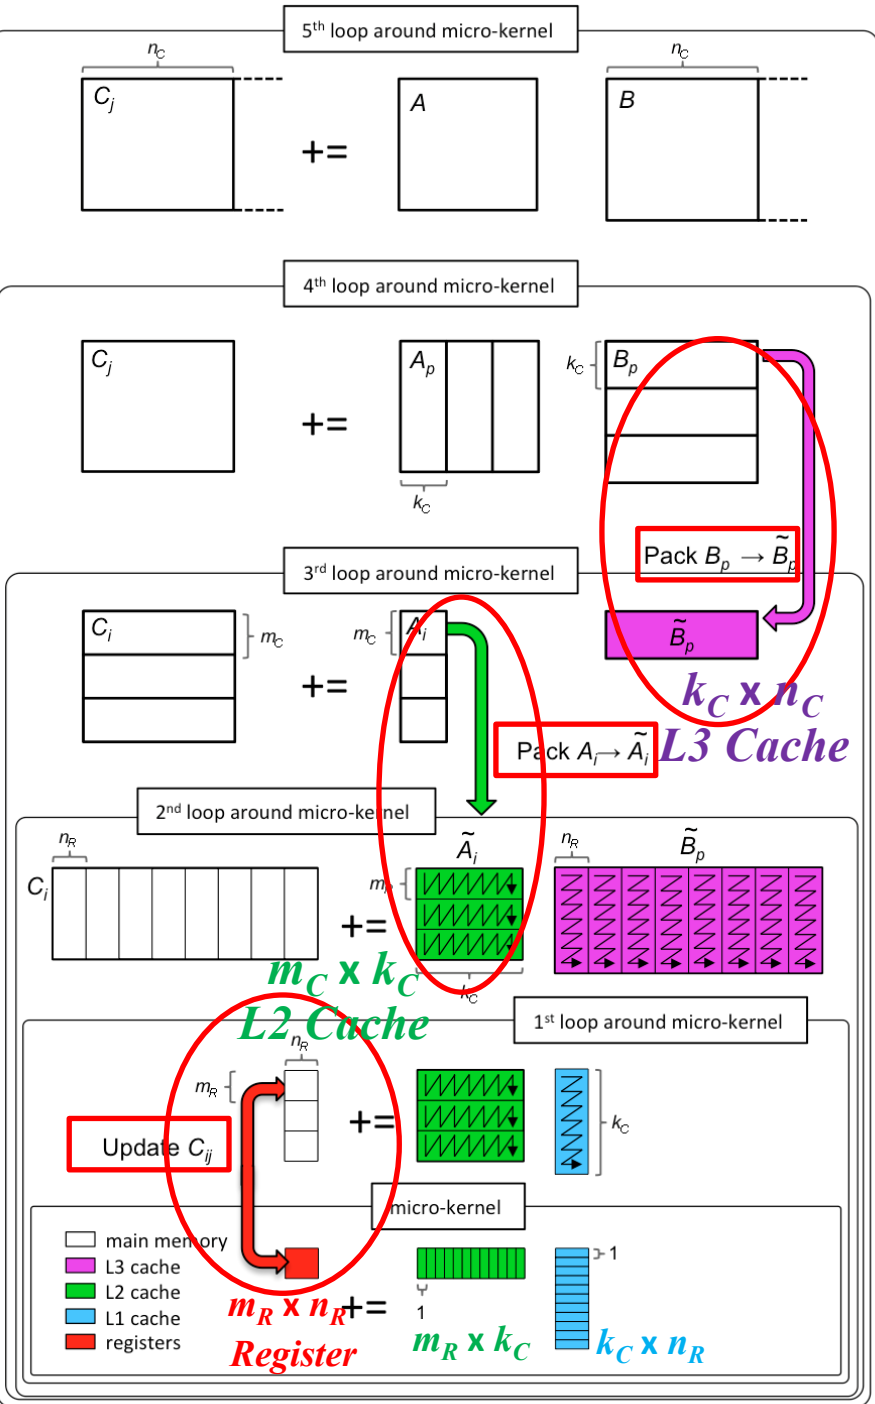 5th loop around micro-kernel
nC
nC
Cj
A
B
+=
4th loop around micro-kernel
Cj
Ap
kC
Bp
+=
kC
Pack Bp → B̃p
3rd loop around micro-kernel
Ci
mC
mC
Ai
B̃p
+=
kC x nC
L3 Cache
Pack Ai → Ãi
2nd loop around micro-kernel
nR
Ãi
nR
B̃p
Ci
mR
+=
mC x kC
kC
L2 Cache
1st loop around micro-kernel
nR
mR
+=
kC
Update Cij
micro-kernel
main memory
L3 cache
L2 cache
L1 cache
registers
1
+=
1
mR x nR
Register
mR x kC
kC x nR